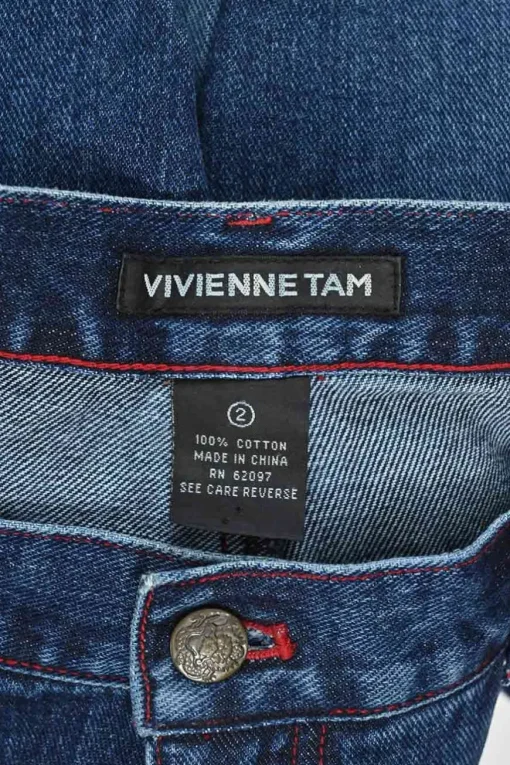 VIVIENNE TAM
2
100% COTTON
MADE IN CHINA
RN 62097
SEE CARE REVERSE